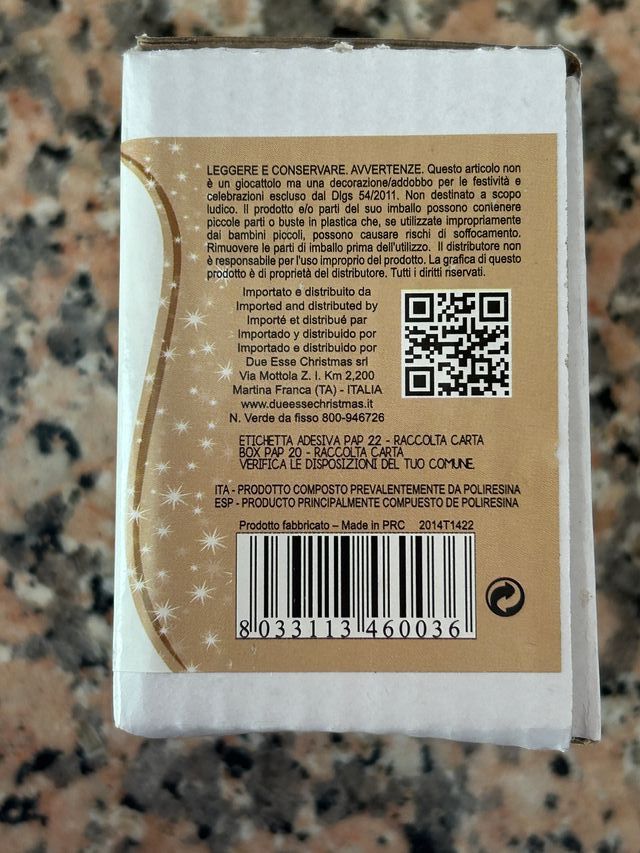 LEGGERE E CONSERVARE. AVVERTENZE. Questo articolo non
è un giocattolo ma una decorazione/addobbo per le festività e
celebrazioni escluso dal Dlgs 54/2011. Non destinato a scopo
ludico. Il prodotto e/o parti del suo imballo possono contenere
piccole parti o buste in plastica che, se utilizzate impropriamente
dai bambini piccoli, possono causare rischi di soffocamento.
Rimuovere le parti di imballo prima dell'utilizzo. Il distributore non
è responsabile per l'uso improprio del prodotto. La grafica di questo
prodotto è di proprietà del distributore. Tutti i diritti riservati.
Importato e distribuito da
Imported and distributed by
Importé et distribué par
Importado y distribuido por
Importado e distribuido por
Due Esse Christmas srl
Via Mottola Z. I. Km 2,200
Martina Franca (TA) - ITALIA
www.dueessechristmas.it
N. Verde da fisso 800-946726
ETICHETTA ADESIVA PAP 22 - RACCOLTA CARTA
BOX PAP 20 - RACCOLTA CARTA
VERIFICA LE DISPOSIZIONI DEL TUO COMUNE
ITA - PRODOTTO COMPOSTO PREVALENTEMENTE DA POLIRESINA
ESP - PRODUCTO PRINCIPALMENTE COMPUESTO DE POLIRESINA
Prodotto fabbricato – Made in PRC 2014T1422
8 033113 460036